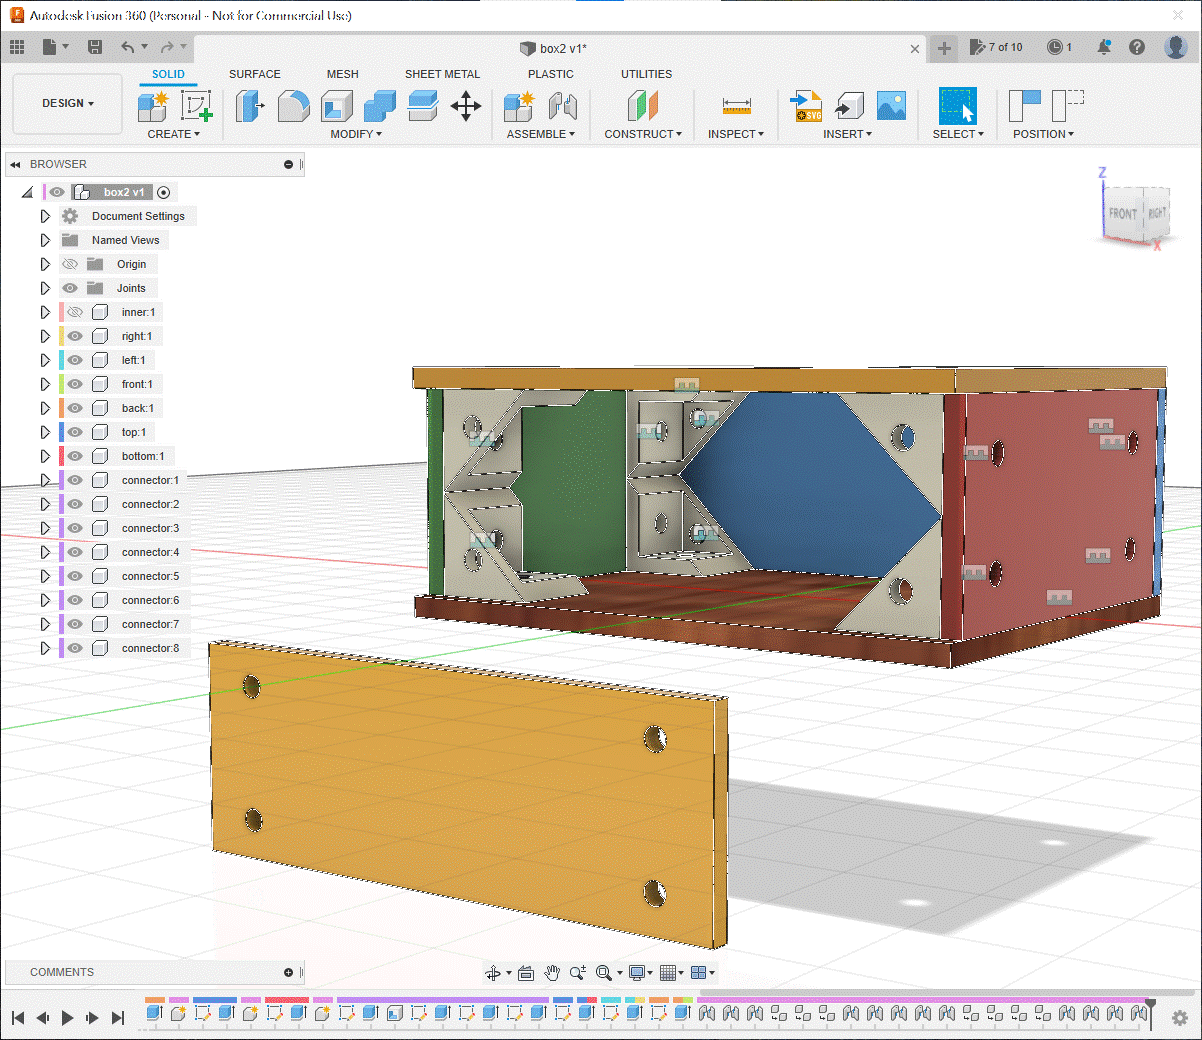 Autodesk Fusion 360 (Personal - Not for Commercial Use)
box2 v1*
7 of 10
1
DESIGN
SOLID
SURFACE
MESH
SHEET METAL
PLASTIC
UTILITIES
CREATE
MODIFY
ASSEMBLE
CONSTRUCT
INSPECT
SVG
INSERT
SELECT
POSITION
BROWSER
box2 v1
Document Settings
Named Views
Origin
Joints
inner:1
right:1
left:1
front:1
back:1
top:1
bottom:1
connector:1
connector:2
connector:3
connector:4
connector:5
connector:6
connector:7
connector:8
Z
FRONT
RIGHT
X
COMMENTS